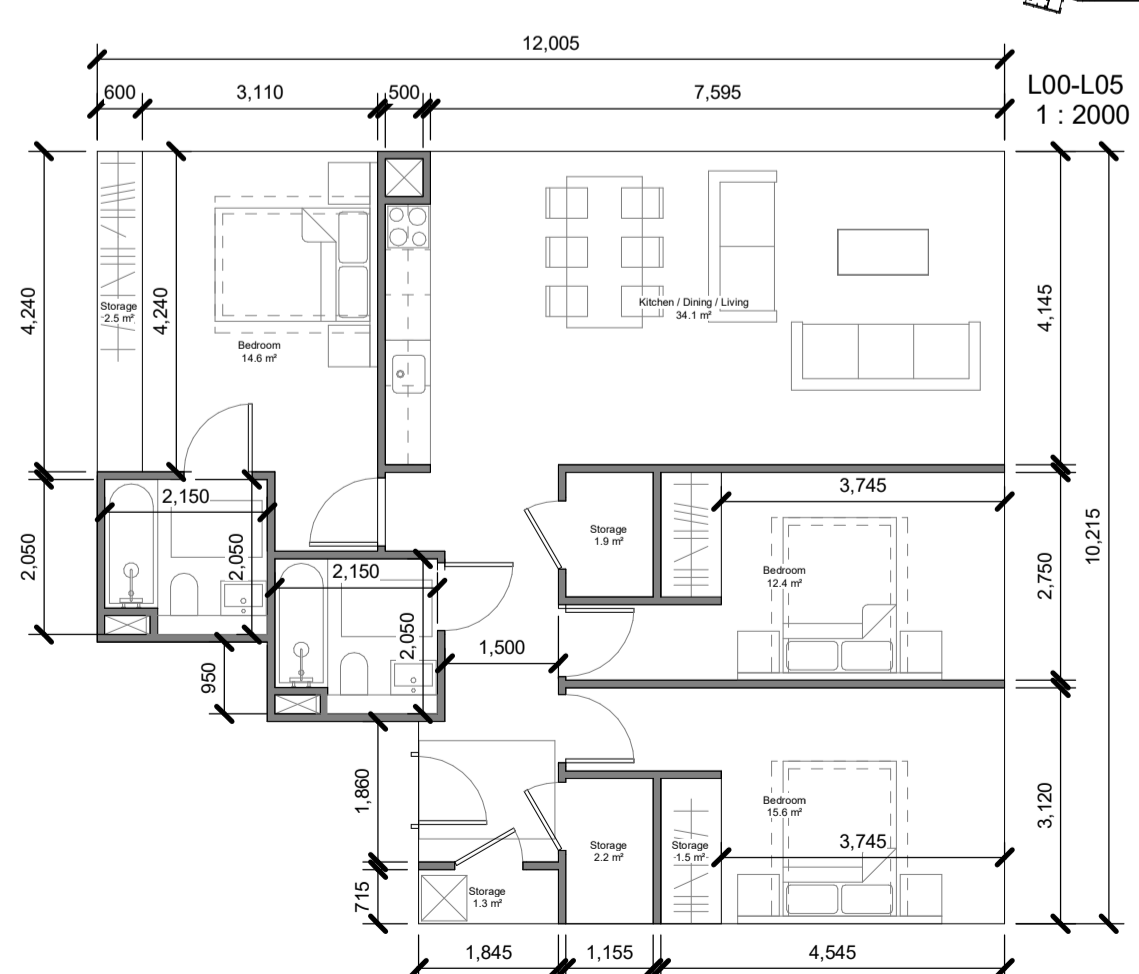 12,005
600
3,110
500
7,595
L00-L05
1 : 2000
4,240
4,240
4,145
10,215
Storage
2.5 m²
Bedroom
14.6 m²
Kitchen / Dining / Living
34.1 m²
2,150
2,050
2,050
3,745
Storage
1.9 m²
Bedroom
12.4 m²
2,750
2,150
2,050
1,500
950
1,860
715
Storage
1.3 m²
Storage
2.2 m²
Storage
1.5 m²
Bedroom
15.6 m²
3,745
3,120
1,845
1,155
4,545